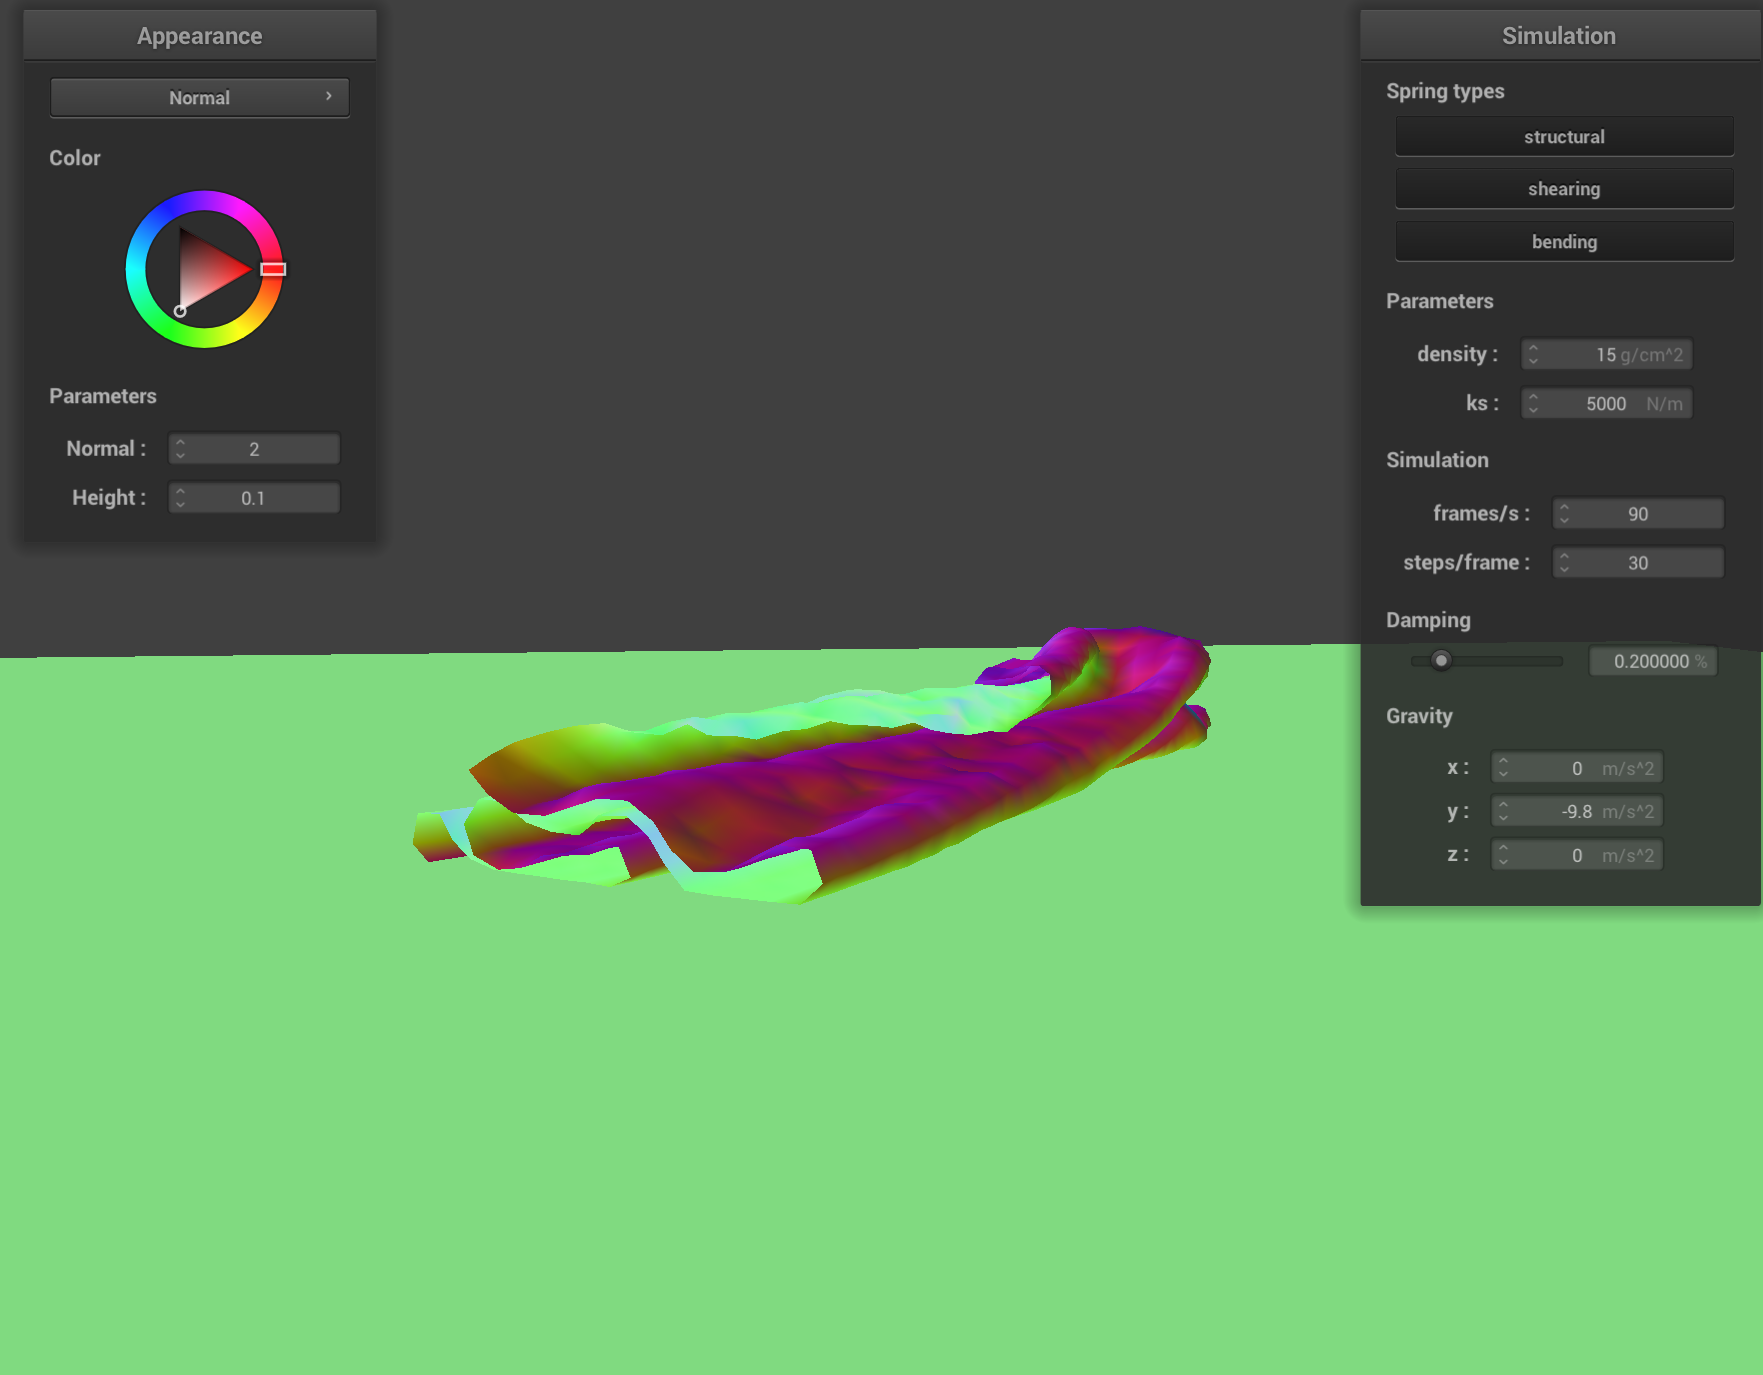 Appearance
Normal
Color
Parameters
Normal : 2
Height : 0.1
Simulation
Spring types
structural
shearing
bending
Parameters
density : 15 g/cm^2
ks : 5000 N/m
Simulation
frames/s : 90
steps/frame : 30
Damping
0.200000 %
Gravity
x : 0 m/s^2
y : -9.8 m/s^2
z : 0 m/s^2